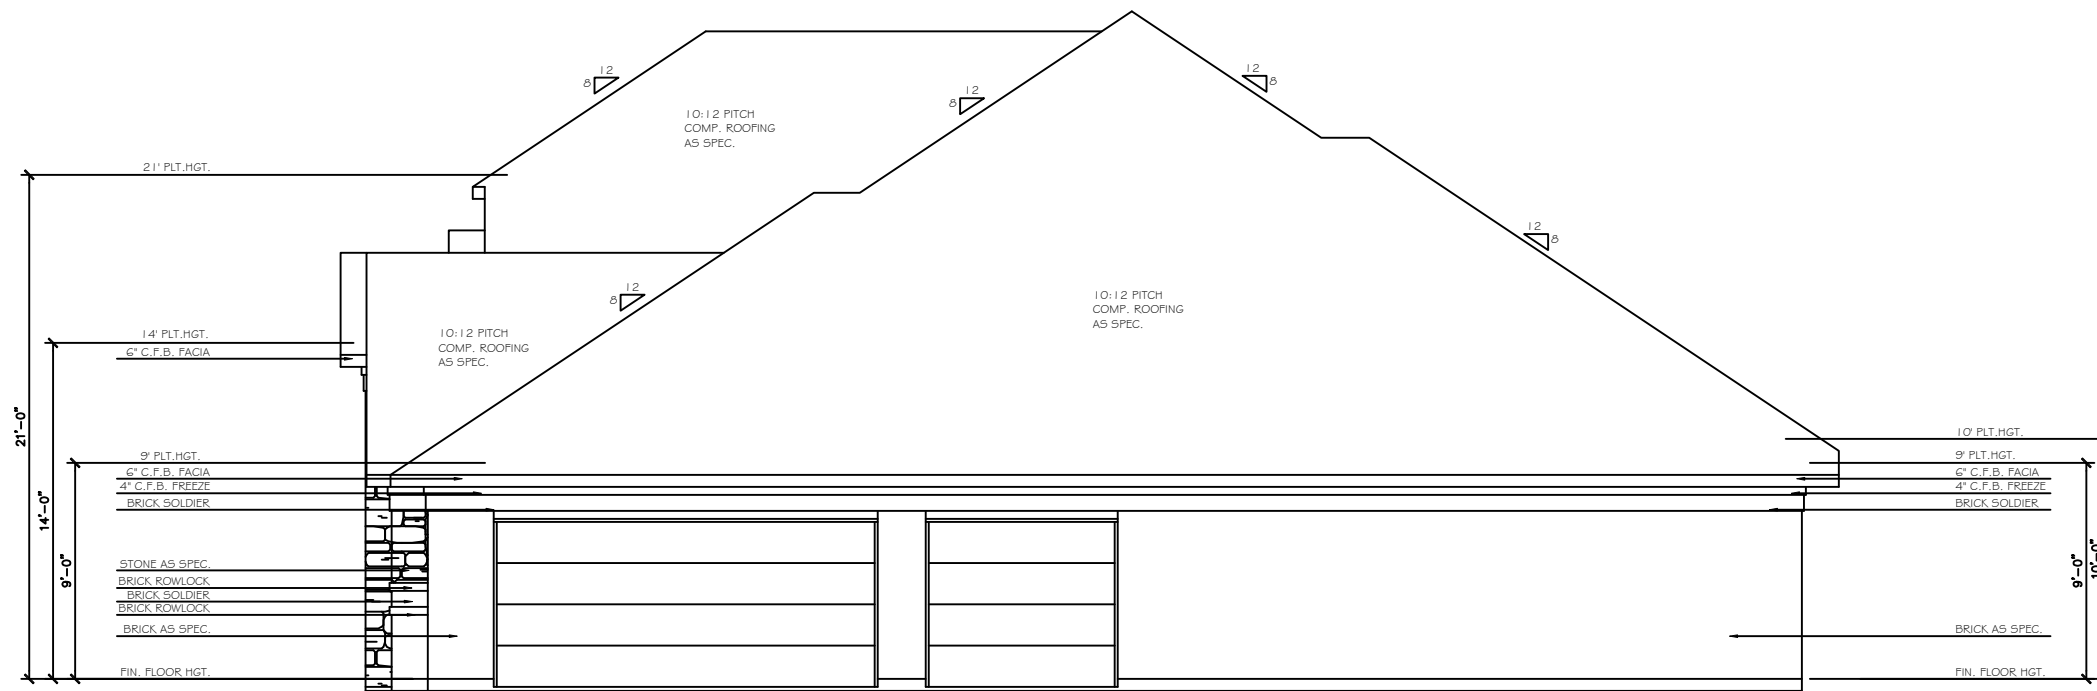 12
8
12
8
12
8
10:12 PITCH
COMP. ROOFING
AS SPEC.
21' PLT.HGT.
12
8
12
8
10:12 PITCH
COMP. ROOFING
AS SPEC.
14' PLT.HGT.
6" C.F.B. FACIA
10:12 PITCH
COMP. ROOFING
AS SPEC.
21'-0"
14'-0"
9'-0"
9' PLT.HGT.
6" C.F.B. FACIA
4" C.F.B. FREEZE
BRICK SOLDIER
STONE AS SPEC.
BRICK ROWLOCK
BRICK SOLDIER
BRICK ROWLOCK
BRICK AS SPEC.
FIN. FLOOR HGT.
10' PLT.HGT.
9' PLT.HGT.
6" C.F.B. FACIA
4" C.F.B. FREEZE
BRICK SOLDIER
9'-0"
10'-0"
BRICK AS SPEC.
FIN. FLOOR HGT.